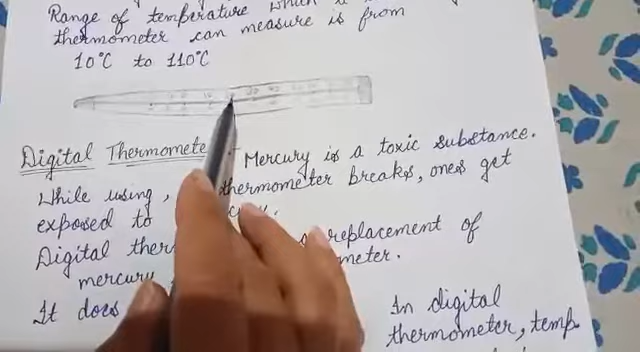 Range of temperature which
thermometer can measure is from
10°C to 110°C
Digital Thermomete :- Mercury is a toxic substance.
While using, thermometer breaks, ones get
exposed to
Digital ther replacement of
mercury meter.
It does
In digital
thermometer, temp